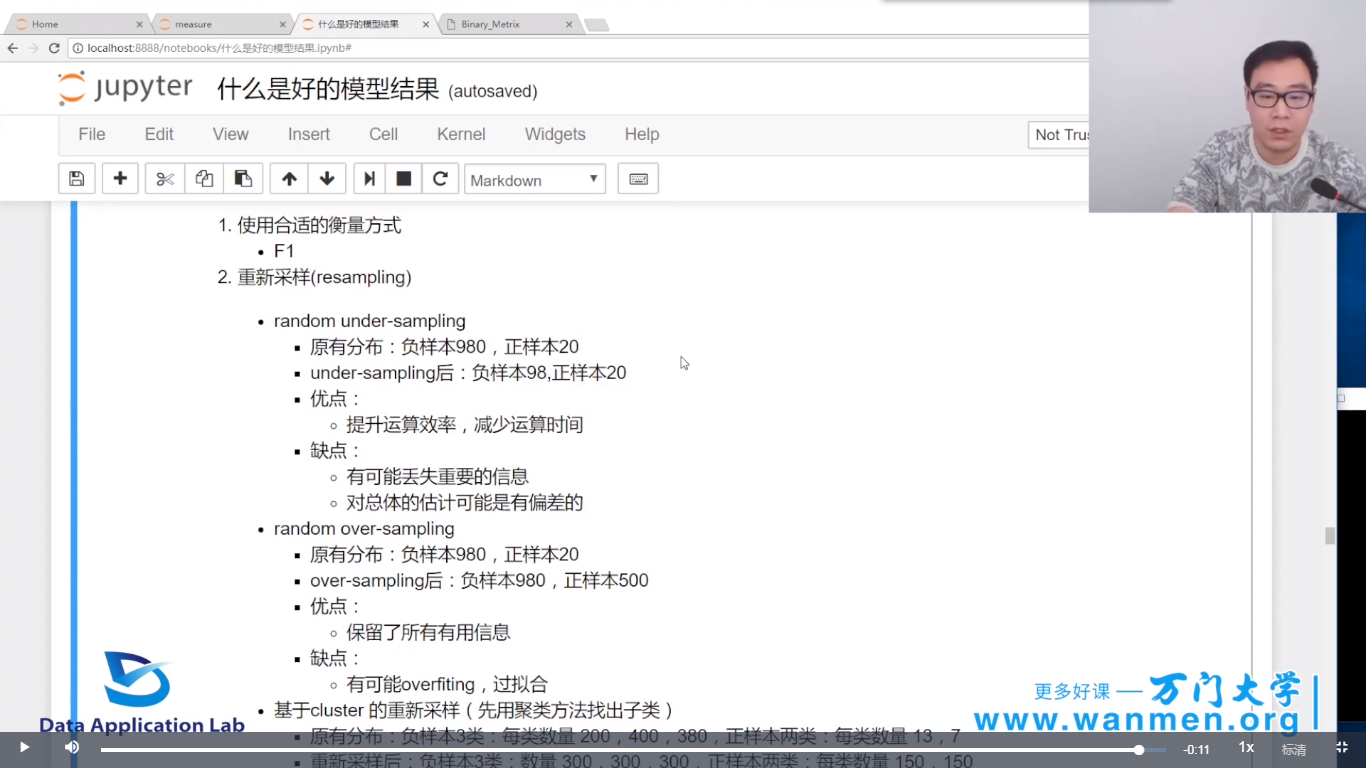 Home
measure
什么是好的模型结果
Binary_Metrix
localhost:8888/notebooks/什么是好的模型结果.ipynb#
jupyter 什么是好的模型结果 (autosaved)
File Edit View Insert Cell Kernel Widgets Help
Not Trus
Markdown
1. 使用合适的衡量方式
• F1
2. 重新采样(resampling)
• random under-sampling
▪ 原有分布：负样本980，正样本20
▪ under-sampling后：负样本98,正样本20
▪ 优点：
◦ 提升运算效率，减少运算时间
▪ 缺点：
◦ 有可能丢失重要的信息
◦ 对总体的估计可能是有偏差的
• random over-sampling
▪ 原有分布：负样本980，正样本20
▪ over-sampling后：负样本980，正样本500
▪ 优点：
◦ 保留了所有有用信息
▪ 缺点：
◦ 有可能overfiting，过拟合
• 基于cluster 的重新采样（先用聚类方法找出子类）
▪ 原有分布：负样本3类：每类数量 200，400，380，正样本两类：每类数量 13，7
▪ 重新采样后：负样本3类：数量 300，300，300，正样本两类：每类数量 150，150
Data Application Lab
更多好课 — 万门大学
www.wanmen.org
-0:11
1x
标清